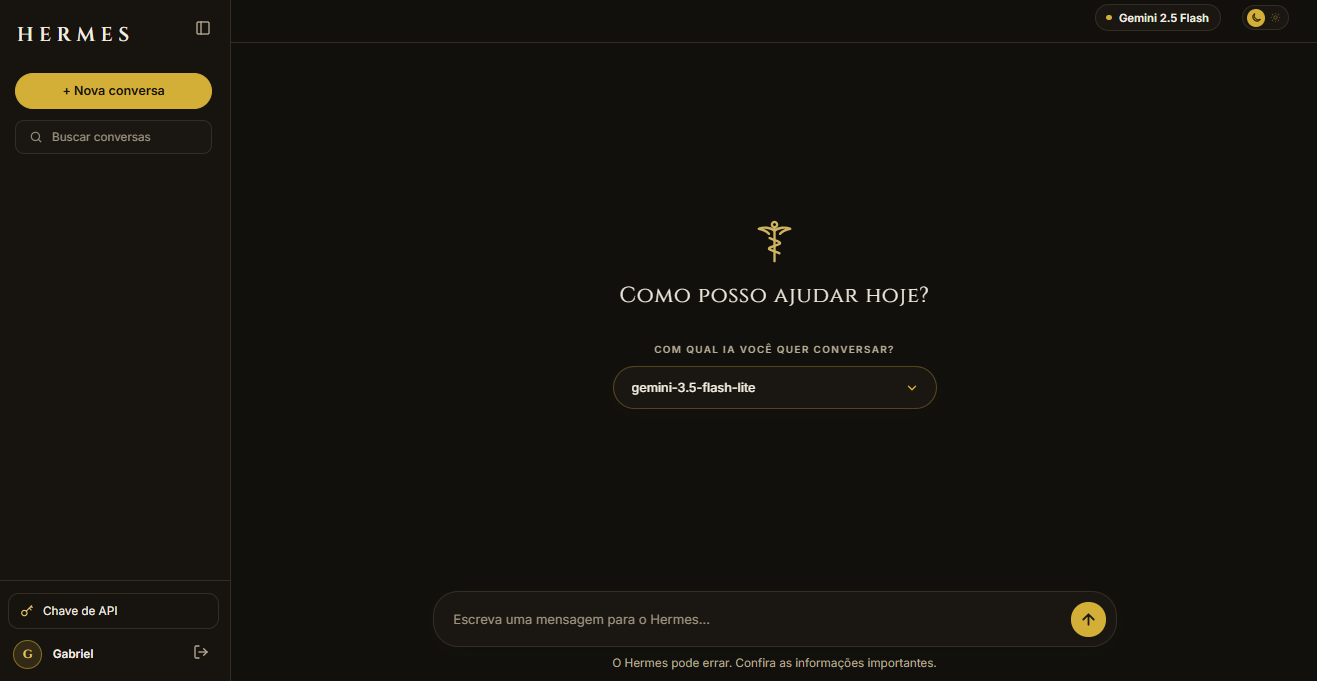 HERMES
+ Nova conversa
Buscar conversas
Chave de API
G
Gabriel
Gemini 2.5 Flash
Como posso ajudar hoje?
COM QUAL IA VOCÊ QUER CONVERSAR?
gemini-3.5-flash-lite
Escreva uma mensagem para o Hermes...
O Hermes pode errar. Confira as informações importantes.